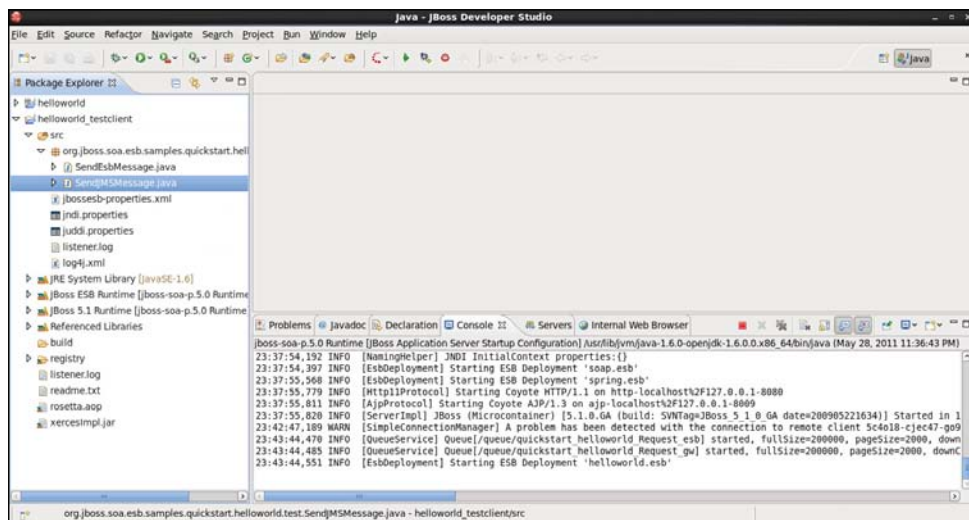 Java - JBoss Developer Studio
File Edit Source Refactor Navigate Search Project Run Window Help
Java
Package Explorer
helloworld
helloworld_testclient
src
org.jboss.soa.esb.samples.quickstart.hell
SendEsbMessage.java
SendJMSMessage.java
jbossesb-properties.xml
jndi.properties
juddi.properties
listener.log
log4j.xml
JRE System Library [JavaSE-1.6]
JBoss ESB Runtime [jboss-soa-p.5.0 Runtime
JBoss 5.1 Runtime [jboss-soa-p.5.0 Runtime
Referenced Libraries
build
registry
listener.log
readme.txt
rosetta.aop
xercesImpl.jar
Problems Javadoc Declaration Console Servers Internal Web Browser
jboss-soa-p.5.0 Runtime [JBoss Application Server Startup Configuration] /usr/lib/jvm/java-1.6.0-openjdk-1.6.0.0.x86_64/bin/java (May 28, 2011 11:36:43 PM)
23:37:54,192 INFO [NamingHelper] JNDI InitialContext properties:{}
23:37:54,397 INFO [EsbDeployment] Starting ESB Deployment 'soap.esb'
23:37:55,568 INFO [EsbDeployment] Starting ESB Deployment 'spring.esb'
23:37:55,779 INFO [Http11Protocol] Starting Coyote HTTP/1.1 on http-localhost%2F127.0.0.1-8080
23:37:55,811 INFO [AjpProtocol] Starting Coyote AJP/1.3 on ajp-localhost%2F127.0.0.1-8009
23:37:55,820 INFO [ServerImpl] JBoss (Microcontainer) [5.1.0.GA (build: SVNTag=JBoss_5_1_0_GA date=200905221634)] Started in 1
23:42:47,189 WARN [SimpleConnectionManager] A problem has been detected with the connection to remote client 5c4o18-cjec47-go9
23:43:44,470 INFO [QueueService] Queue[/queue/quickstart_helloworld_Request_esb] started, fullSize=200000, pageSize=2000, down
23:43:44,485 INFO [QueueService] Queue[/queue/quickstart_helloworld_Request_gw] started, fullSize=200000, pageSize=2000, downC
23:43:44,551 INFO [EsbDeployment] Starting ESB Deployment 'helloworld.esb'
org.jboss.soa.esb.samples.quickstart.helloworld.test.SendJMSMessage.java - helloworld_testclient/src